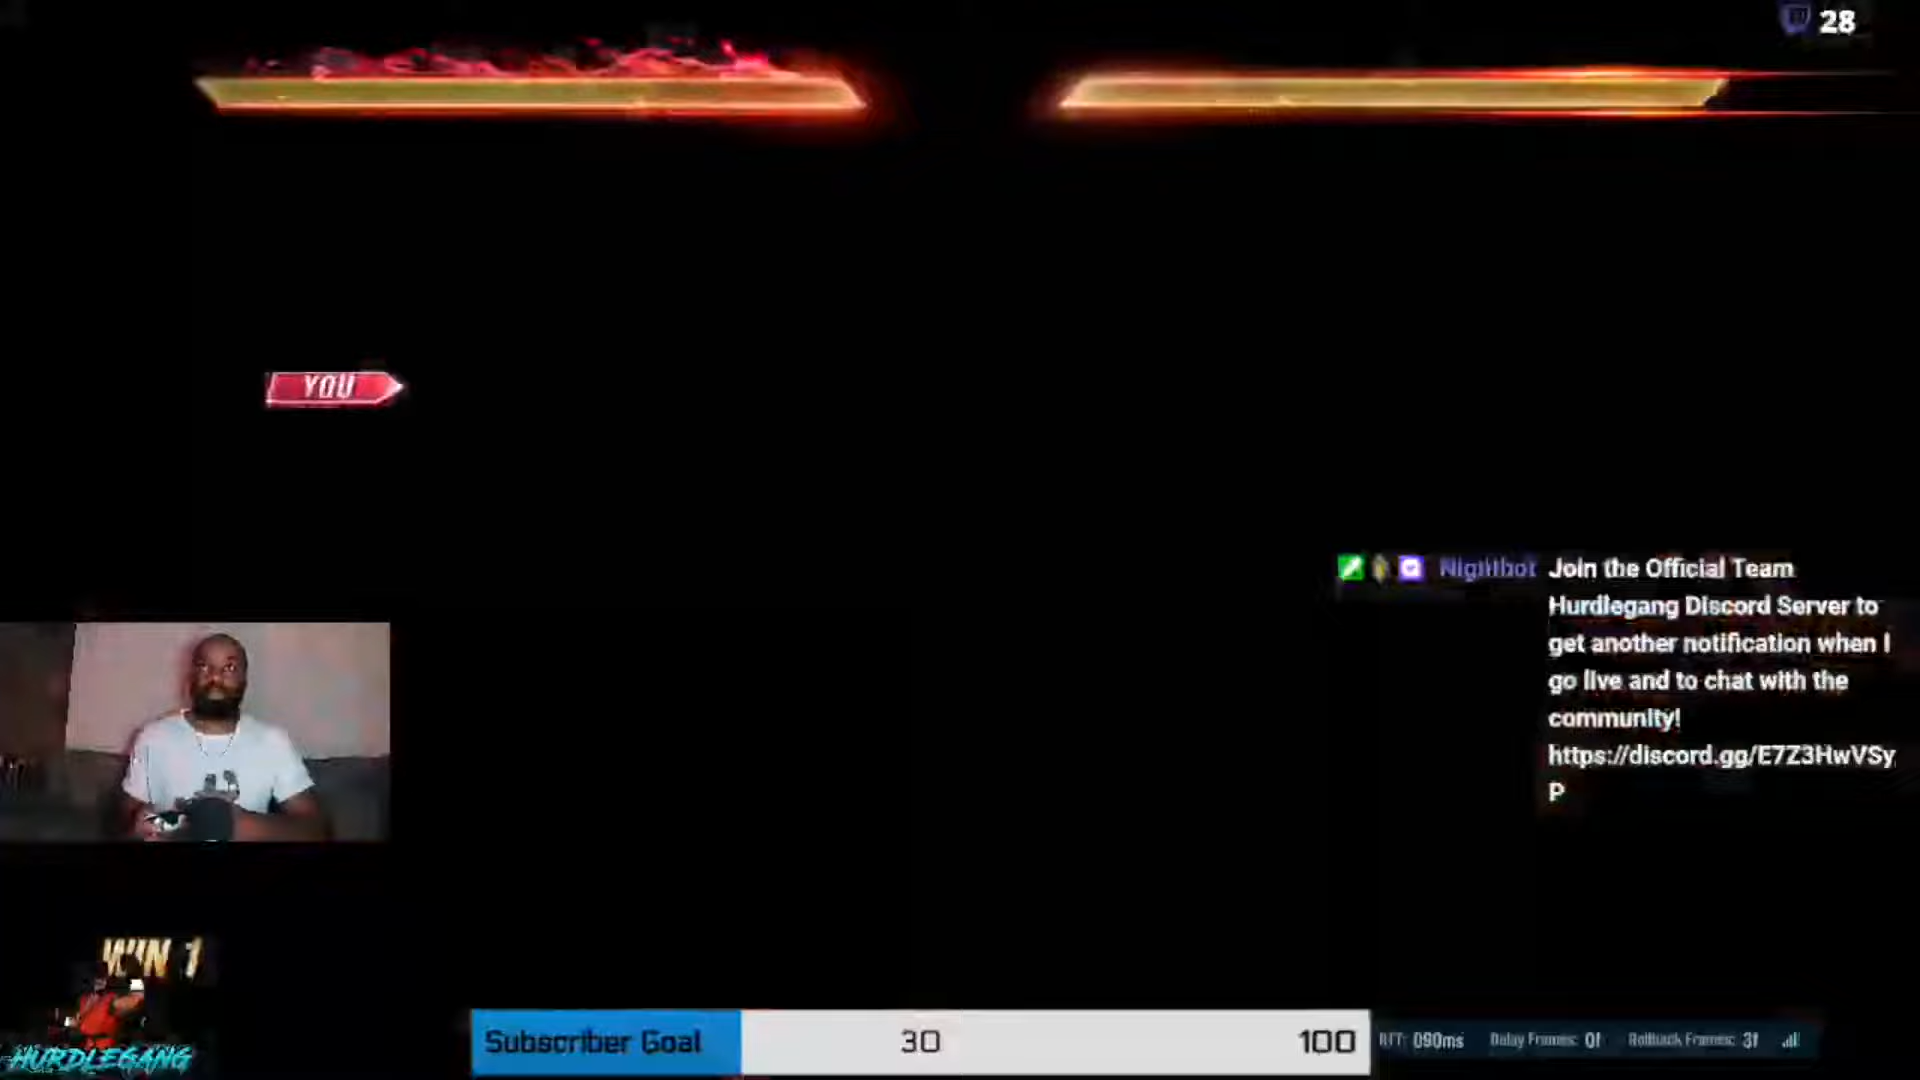 28
YOU
Nightbot Join the Official Team
Hurdlegang Discord Server to
get another notification when I
go live and to chat with the
community!
https://discord.gg/E7Z3HwVSy
P
WIN 1
HURDLEGANG
Subscriber Goal 30 100
RTT: 090ms Delay Frames: 0f Rollback Frames: 3f